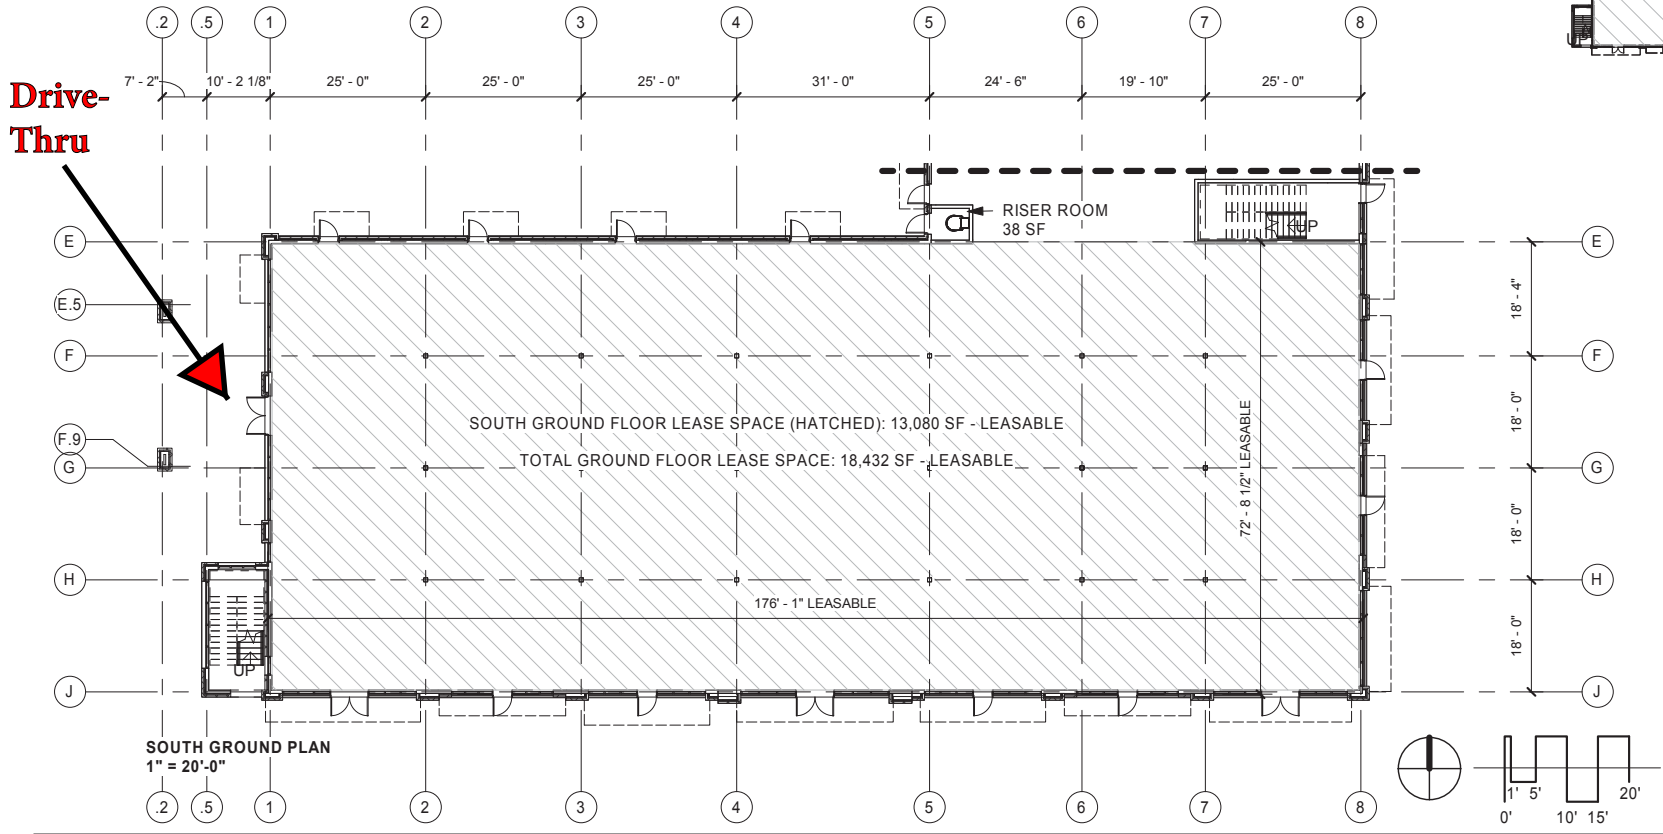 .2 .5 1 2 3 4 5 6 7 8
UP
7' - 2" 10' - 2 1/8" 25' - 0" 25' - 0" 25' - 0" 31' - 0" 24' - 6" 19' - 10" 25' - 0"
Drive-
Thru
RISER ROOM
38 SF
UP
E E
E.5
18' - 4"
F F
18' - 0"
SOUTH GROUND FLOOR LEASE SPACE (HATCHED): 13,080 SF - LEASABLE
F.9
TOTAL GROUND FLOOR LEASE SPACE: 18,432 SF - LEASABLE
72' - 8 1/2" LEASABLE
G G
18' - 0"
H H
176' - 1" LEASABLE
18' - 0"
UP
J J
SOUTH GROUND PLAN
1" = 20'-0"
1' 5' 20'
0' 10' 15'
.2 .5 1 2 3 4 5 6 7 8